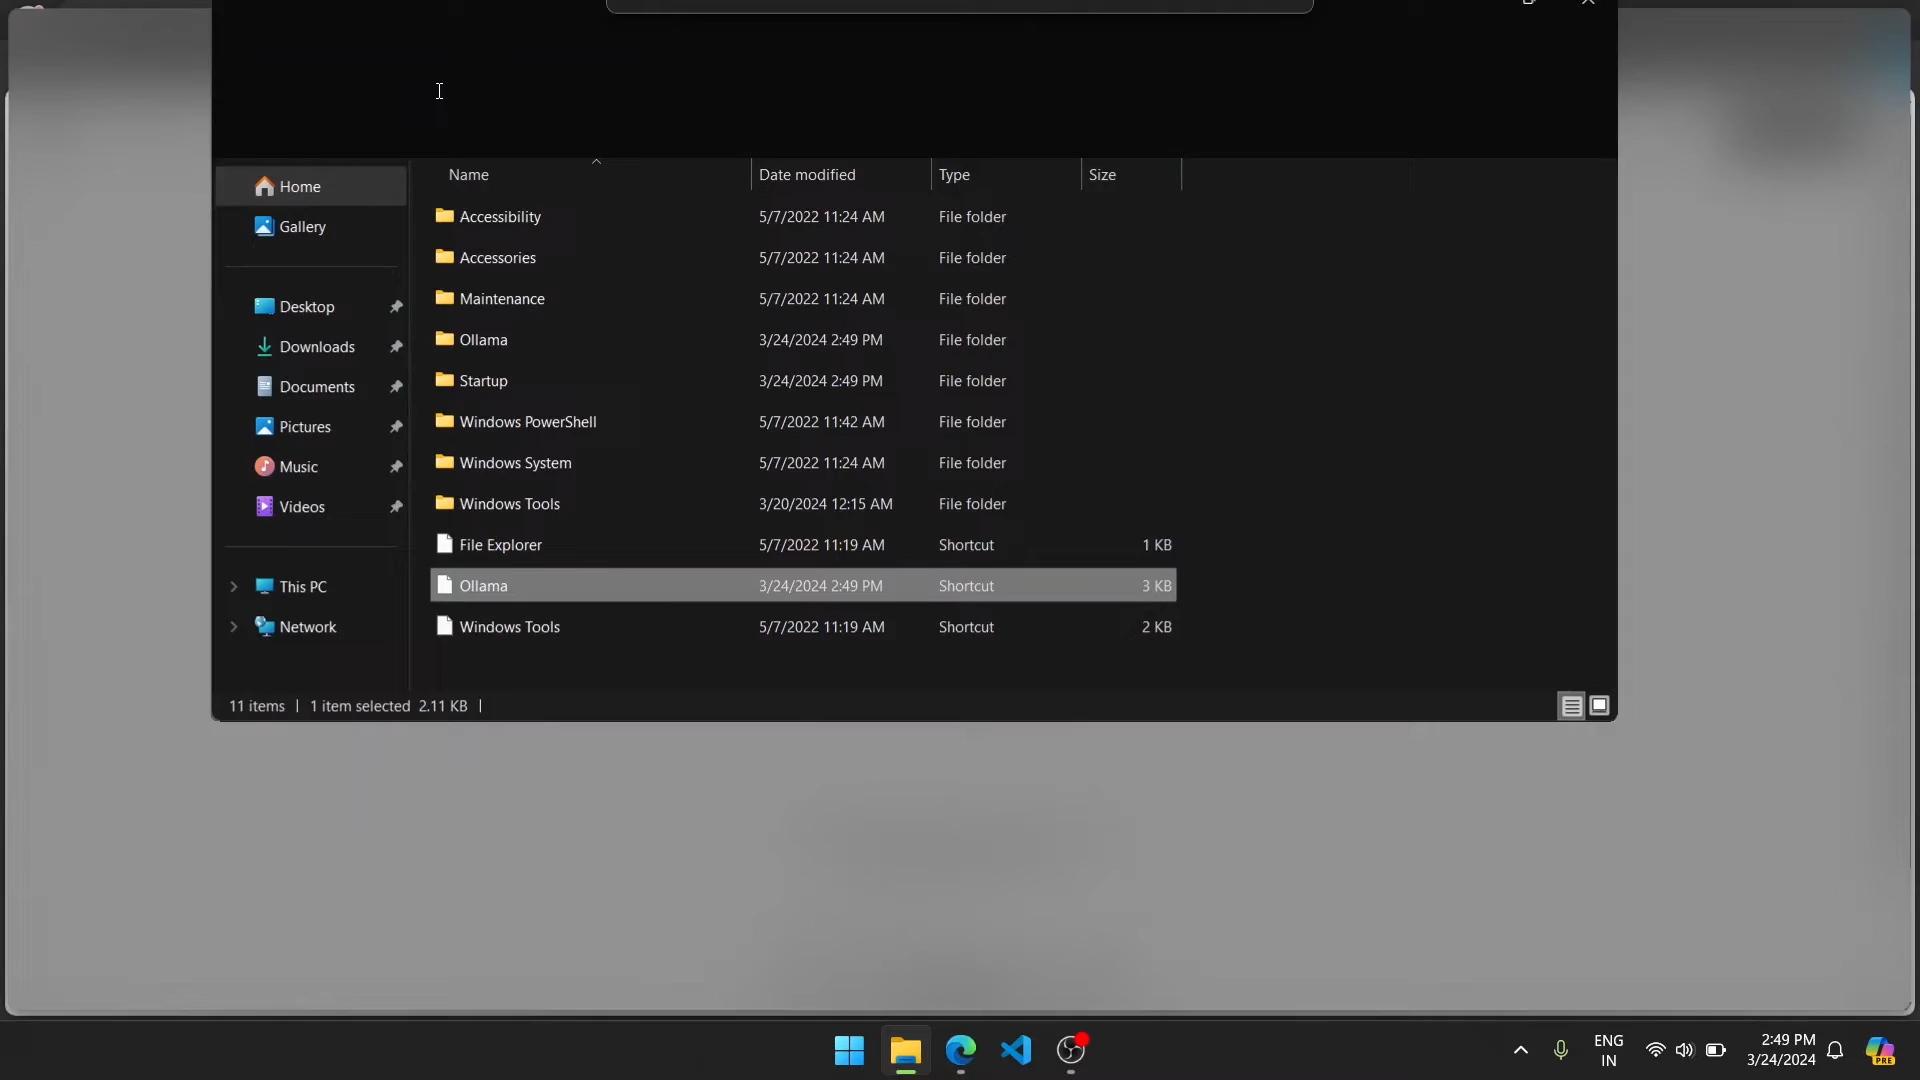 Home
Gallery
Desktop
Downloads
Documents
Pictures
Music
Videos
This PC
Network
Name Date modified Type Size
Accessibility 5/7/2022 11:24 AM File folder
Accessories 5/7/2022 11:24 AM File folder
Maintenance 5/7/2022 11:24 AM File folder
Ollama 3/24/2024 2:49 PM File folder
Startup 3/24/2024 2:49 PM File folder
Windows PowerShell 5/7/2022 11:42 AM File folder
Windows System 5/7/2022 11:24 AM File folder
Windows Tools 3/20/2024 12:15 AM File folder
File Explorer 5/7/2022 11:19 AM Shortcut 1 KB
Ollama 3/24/2024 2:49 PM Shortcut 3 KB
Windows Tools 5/7/2022 11:19 AM Shortcut 2 KB
11 items | 1 item selected 2.11 KB |
ENG
IN
2:49 PM
3/24/2024
PRE